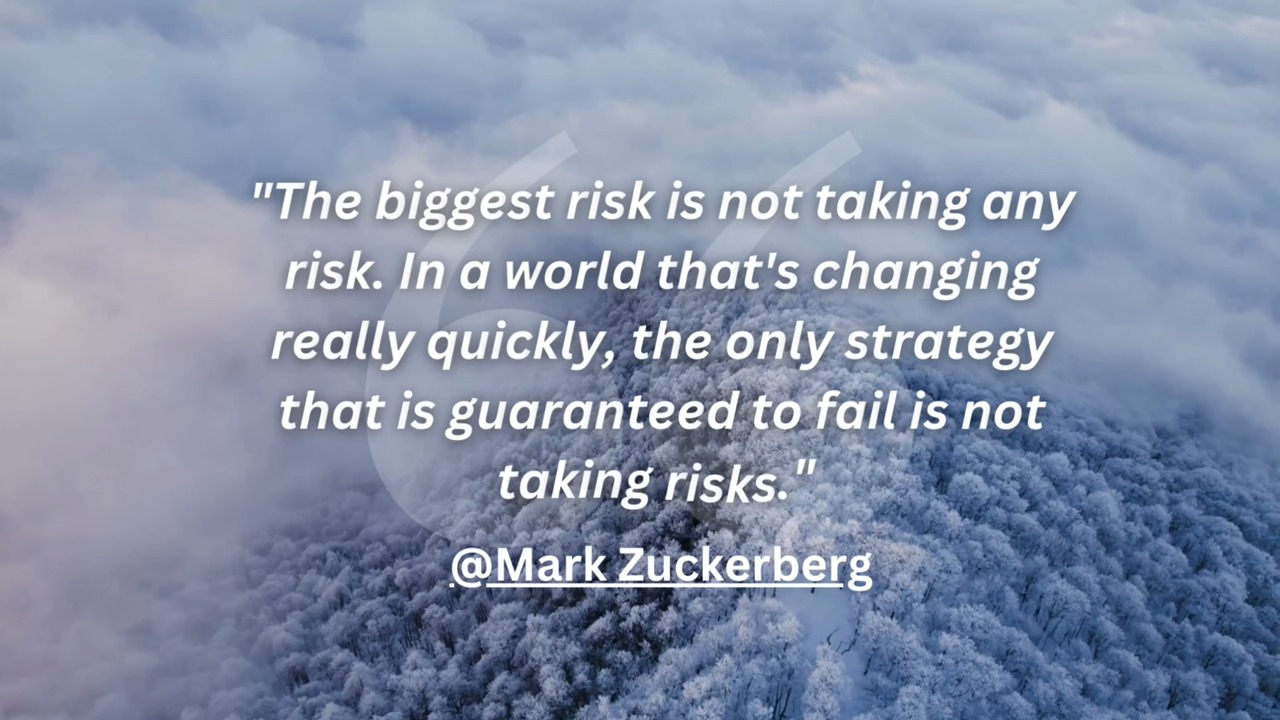 "The biggest risk is not taking any
risk. In a world that's changing
really quickly, the only strategy
that is guaranteed to fail is not
taking risks."
@Mark Zuckerberg